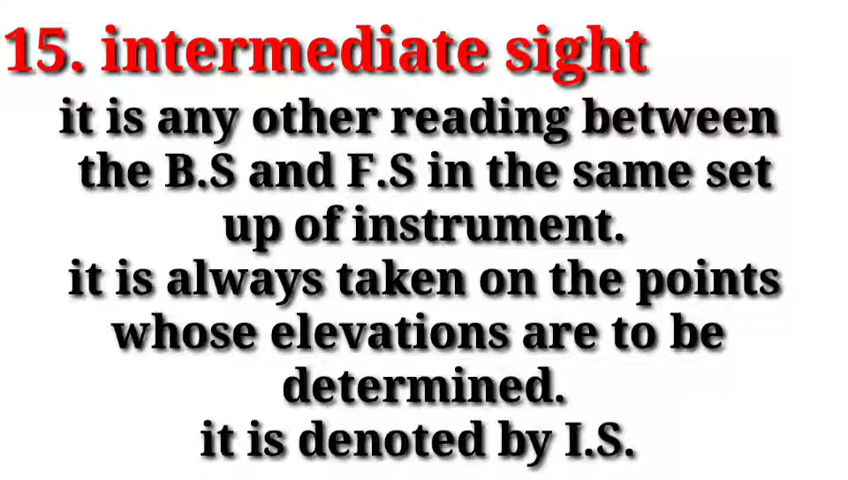 15. intermediate sight
it is any other reading between
the B.S and F.S in the same set
up of instrument.
it is always taken on the points
whose elevations are to be
determined.
it is denoted by I.S.